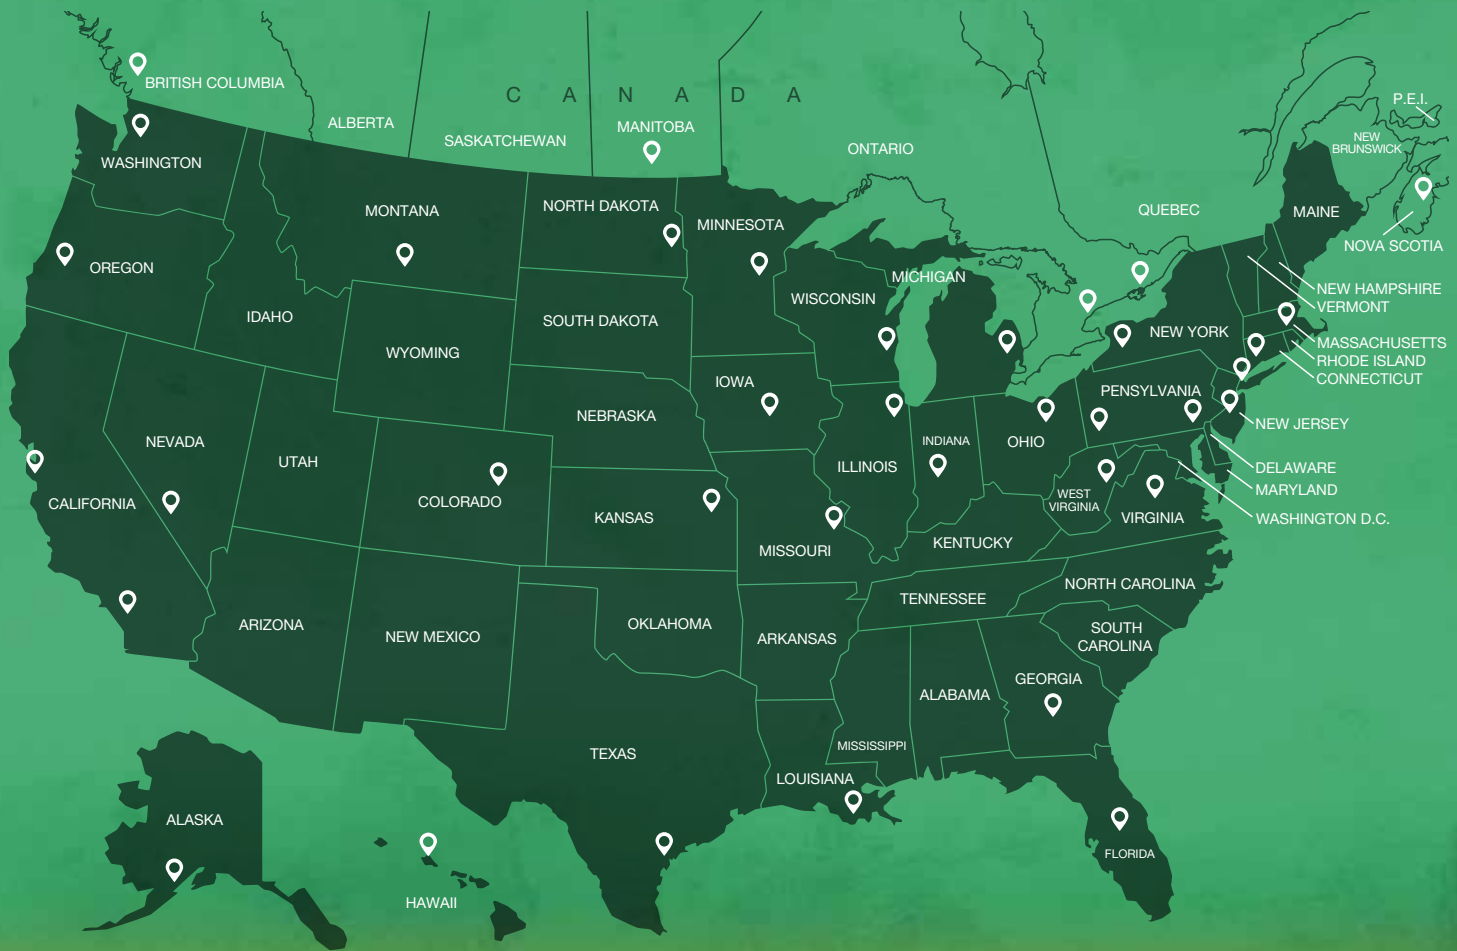 P.E.I.
BRITISH COLUMBIA
C A N A D A
ALBERTA
MANITOBA
SASKATCHEWAN
ONTARIO
NEW
BRUNSWICK
WASHINGTON
MONTANA
NORTH DAKOTA
MINNESOTA
QUEBEC
MAINE
NOVA SCOTIA
OREGON
MICHIGAN
NEW HAMPSHIRE
WISCONSIN
VERMONT
IDAHO
SOUTH DAKOTA
NEW YORK
MASSACHUSETTS
WYOMING
RHODE ISLAND
CONNECTICUT
IOWA
PENSYLVANIA
NEBRASKA
NEW JERSEY
NEVADA
INDIANA
OHIO
UTAH
ILLINOIS
DELAWARE
MARYLAND
COLORADO
CALIFORNIA
WEST
VIRGINIA
KANSAS
VIRGINIA
WASHINGTON D.C.
MISSOURI
KENTUCKY
NORTH CAROLINA
TENNESSEE
ARIZONA
NEW MEXICO
OKLAHOMA
ARKANSAS
SOUTH
CAROLINA
GEORGIA
ALABAMA
MISSISSIPPI
TEXAS
LOUISIANA
ALASKA
FLORIDA
HAWAII